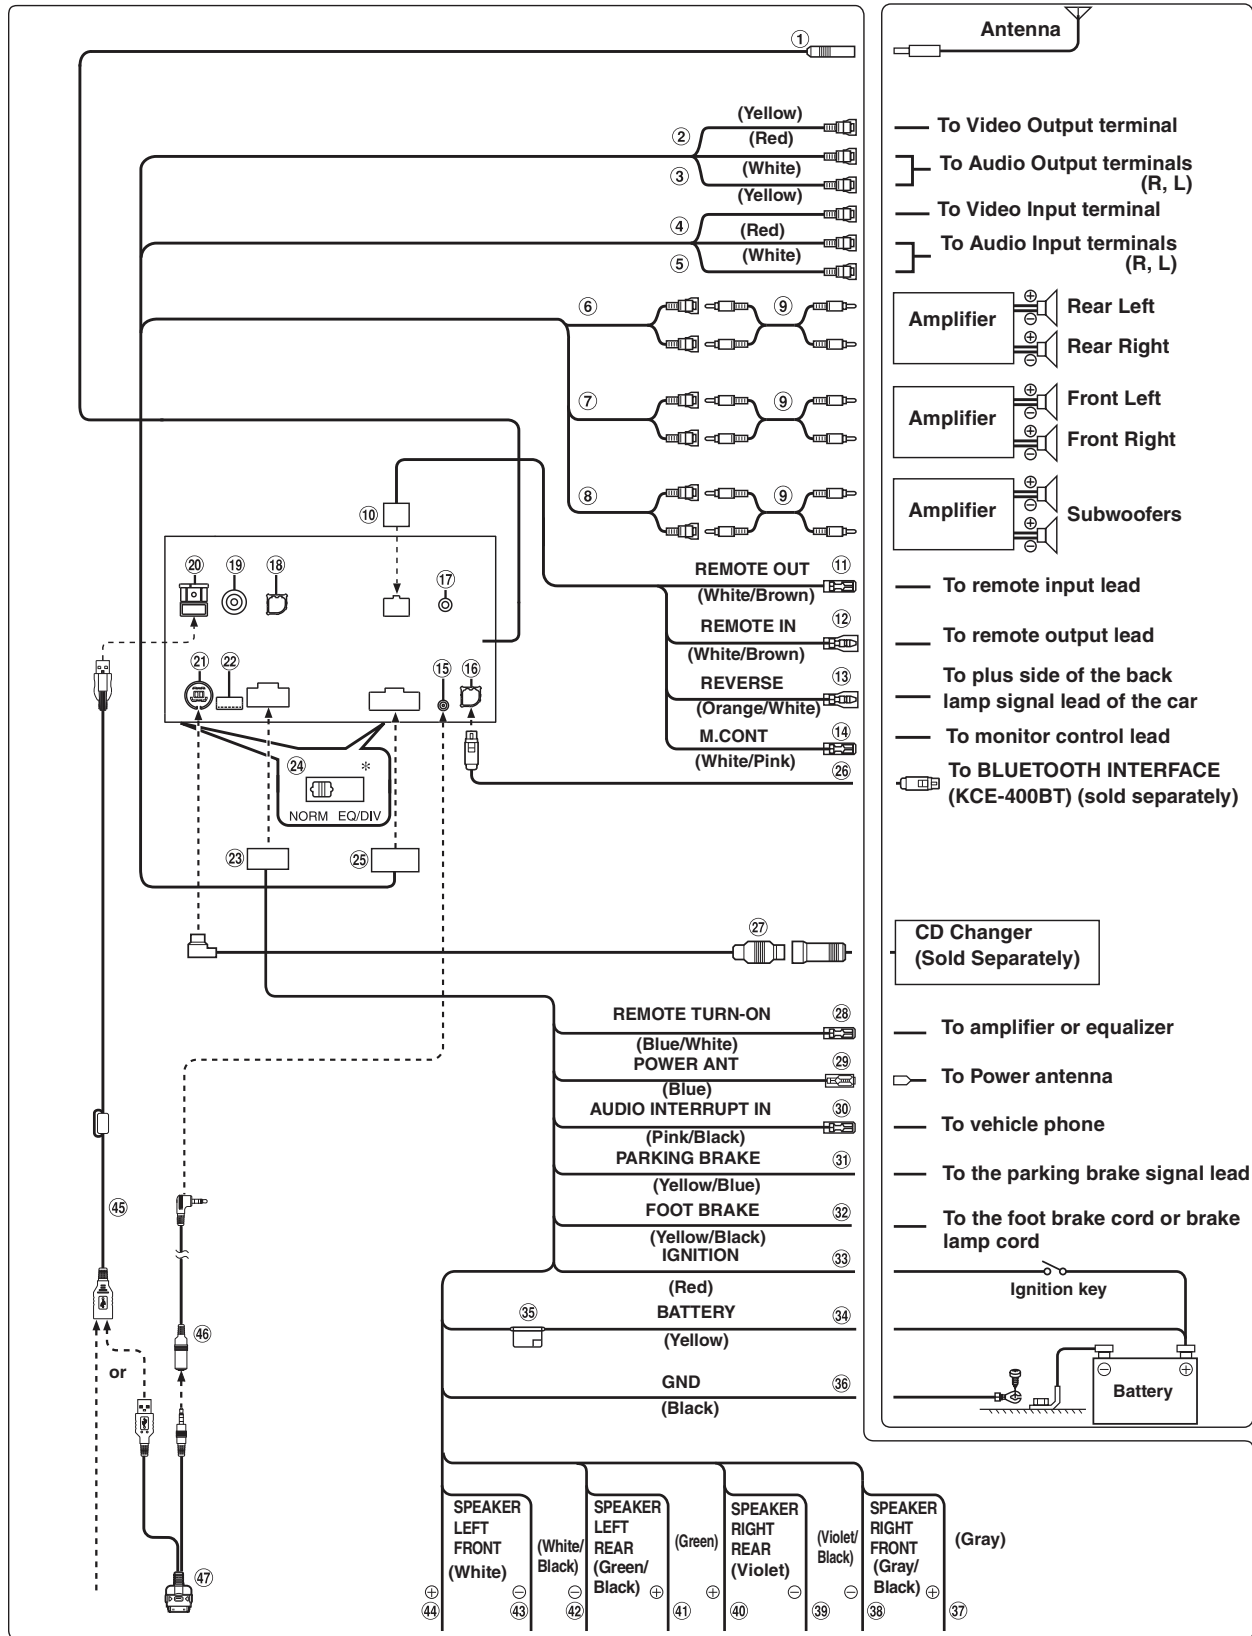 Antenna
①
(Yellow)
② (Red)
To Video Output terminal
③ (White)
To Audio Output terminals
(R, L)
(Yellow)
④ (Red)
To Video Input terminal
⑤ (White)
To Audio Input terminals
(R, L)
⑥ ⑨
Amplifier
⊕
⊖
Rear Left
⊕
⊖
Rear Right
⑦ ⑨
Amplifier
⊕
⊖
Front Left
⊕
⊖
Front Right
⑧ ⑨
Amplifier
⊕
⊖
⊕
⊖
Subwoofers
⑩
⑳ ⑲ ⑱ ⑰
REMOTE OUT ⑪
(White/Brown)
To remote input lead
REMOTE IN ⑫
(White/Brown)
To remote output lead
㉑ ㉒ ⑮ ⑯
REVERSE ⑬
(Orange/White)
To plus side of the back
lamp signal lead of the car
M.CONT ⑭
(White/Pink)
To monitor control lead
㉖
To BLUETOOTH INTERFACE
(KCE-400BT) (sold separately)
㉔ *
NORM EQ/DIV
㉓ ㉕
㉗
CD Changer
(Sold Separately)
REMOTE TURN-ON ㉘
(Blue/White)
To amplifier or equalizer
POWER ANT ㉙
(Blue)
To Power antenna
AUDIO INTERRUPT IN ㉚
(Pink/Black)
To vehicle phone
PARKING BRAKE ㉛
(Yellow/Blue)
To the parking brake signal lead
FOOT BRAKE ㉜
(Yellow/Black)
To the foot brake cord or brake
lamp cord
IGNITION ㉝
(Red)
Ignition key
㉟ BATTERY ㉞
(Yellow)
GND ㊱
(Black)
⊖ ⊕
Battery
㊺
㊻
or
㊼
SPEAKER
LEFT
FRONT
(White)
(White/
Black)
SPEAKER
LEFT
REAR
(Green/
Black)
(Green)
SPEAKER
RIGHT
REAR
(Violet)
(Violet/
Black)
SPEAKER
RIGHT
FRONT
(Gray/
Black)
(Gray)
⊕ ⊖ ⊖ ⊕ ⊕ ⊖ ⊖ ⊕
㊹ ㊸ ㊷ ㊶ ㊵ ㊴ ㊳ ㊲